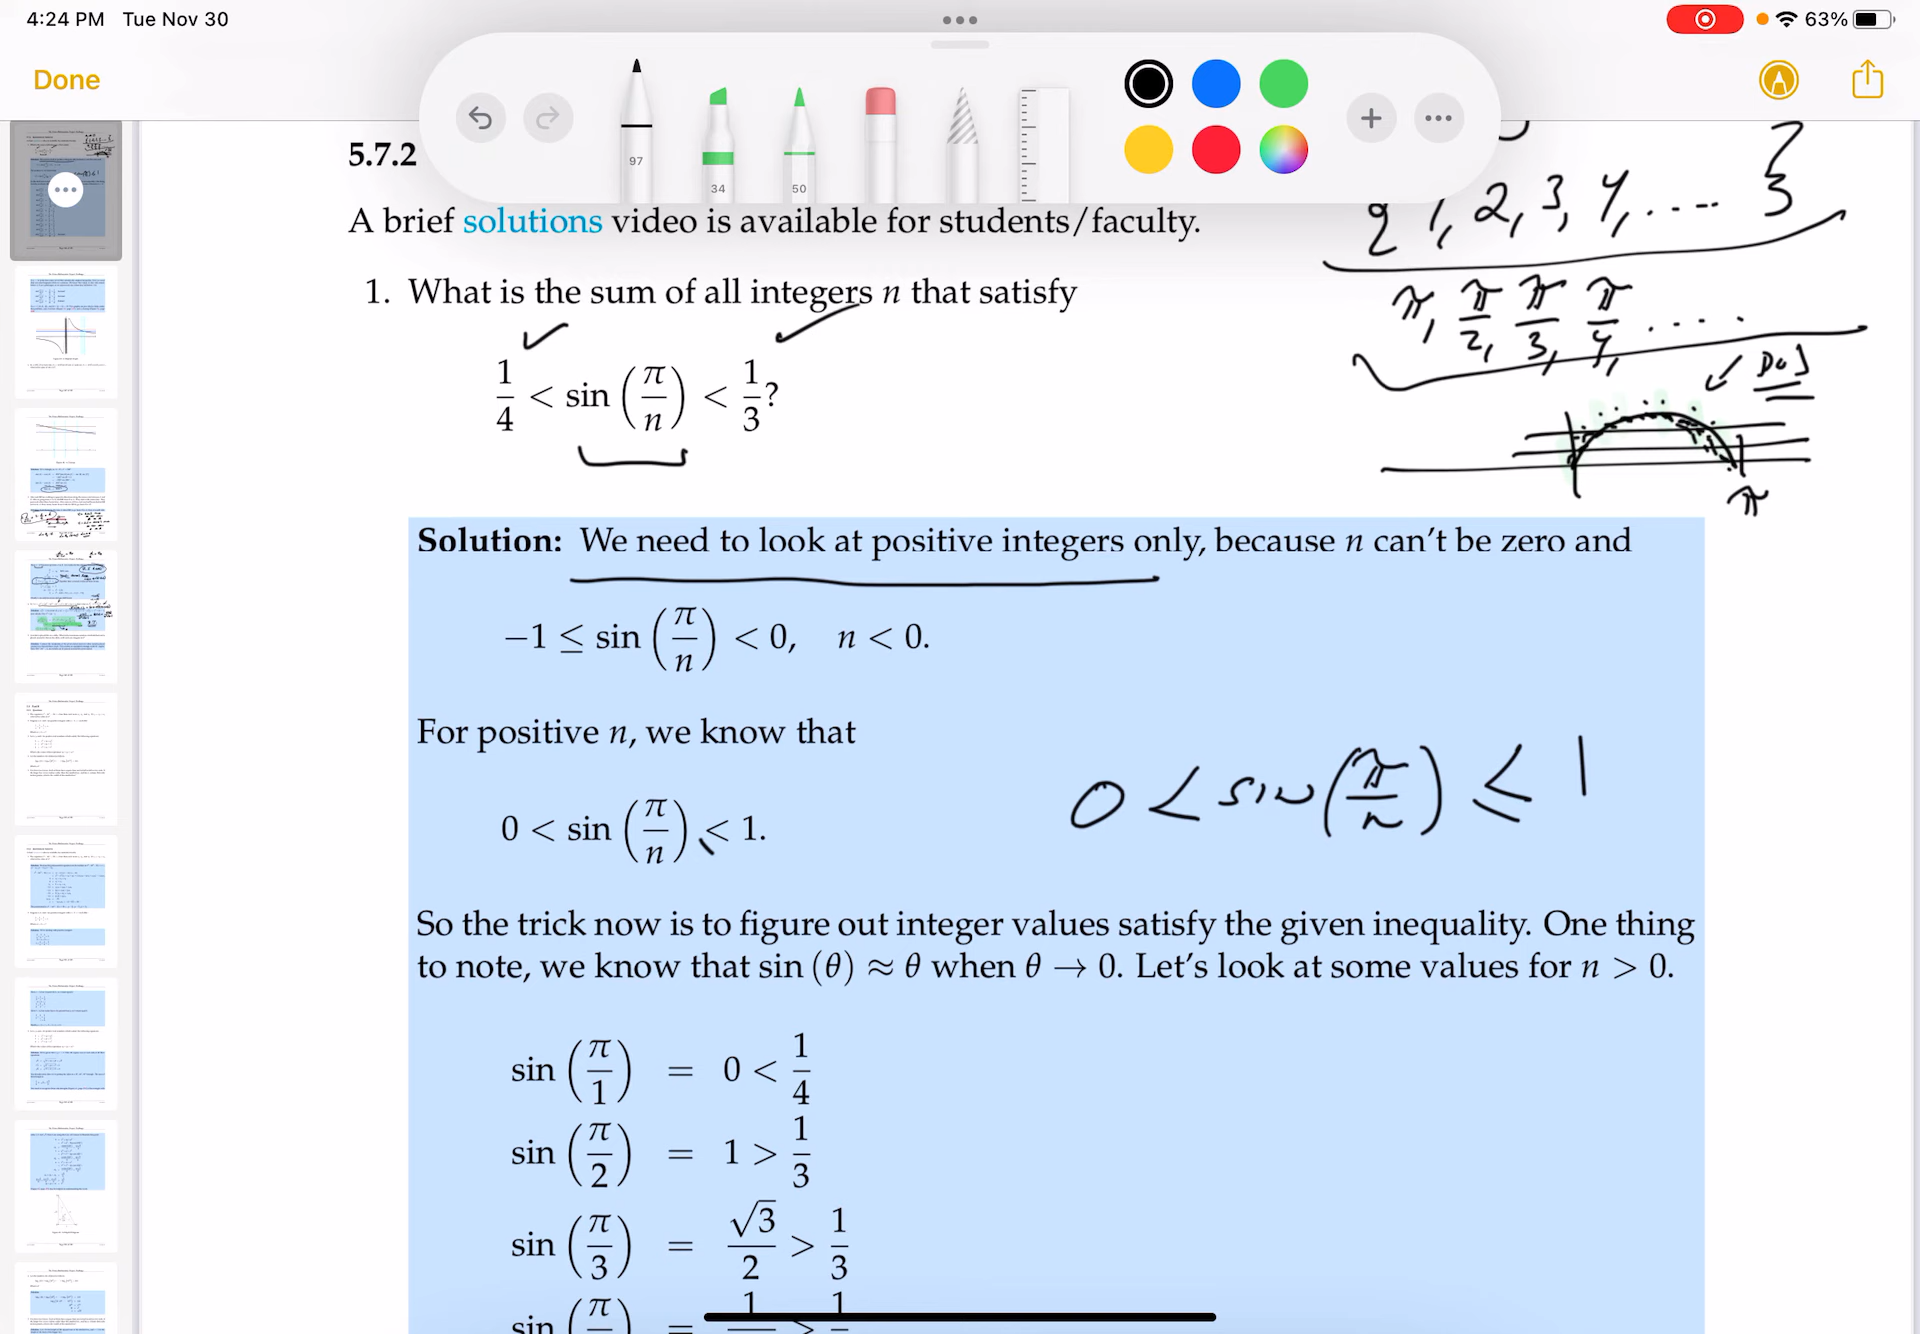 4:24 PM Tue Nov 30
63%
Done
97
34
50
5.7.2
A brief solutions video is available for students/faculty.
{ 1, 2, 3, 4, .... }
π, π/2, π/3, π/4, ....
1. What is the sum of all integers n that satisfy
1/4 < sin (π/n) < 1/3?
π
Solution: We need to look at positive integers only, because n can't be zero and
−1 ≤ sin (π/n) < 0, n < 0.
For positive n, we know that
0 < sin (π/n) < 1.
0 < sin(π/n) ≤ 1
So the trick now is to figure out integer values satisfy the given inequality. One thing
to note, we know that sin (θ) ≈ θ when θ → 0. Let's look at some values for n > 0.
sin (π/1) = 0 < 1/4
sin (π/2) = 1 > 1/3
sin (π/3) = √3/2 > 1/3